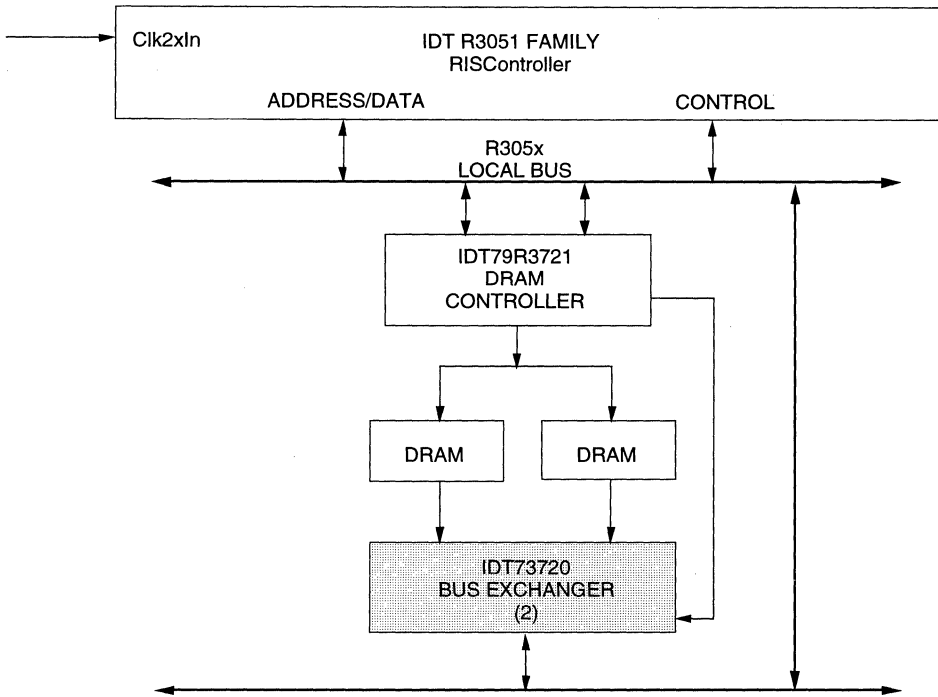 Clk2xIn
IDT R3051 FAMILY
RISController
ADDRESS/DATA
CONTROL
R305x
LOCAL BUS
IDT79R3721
DRAM
CONTROLLER
DRAM
DRAM
IDT73720
BUS EXCHANGER
(2)